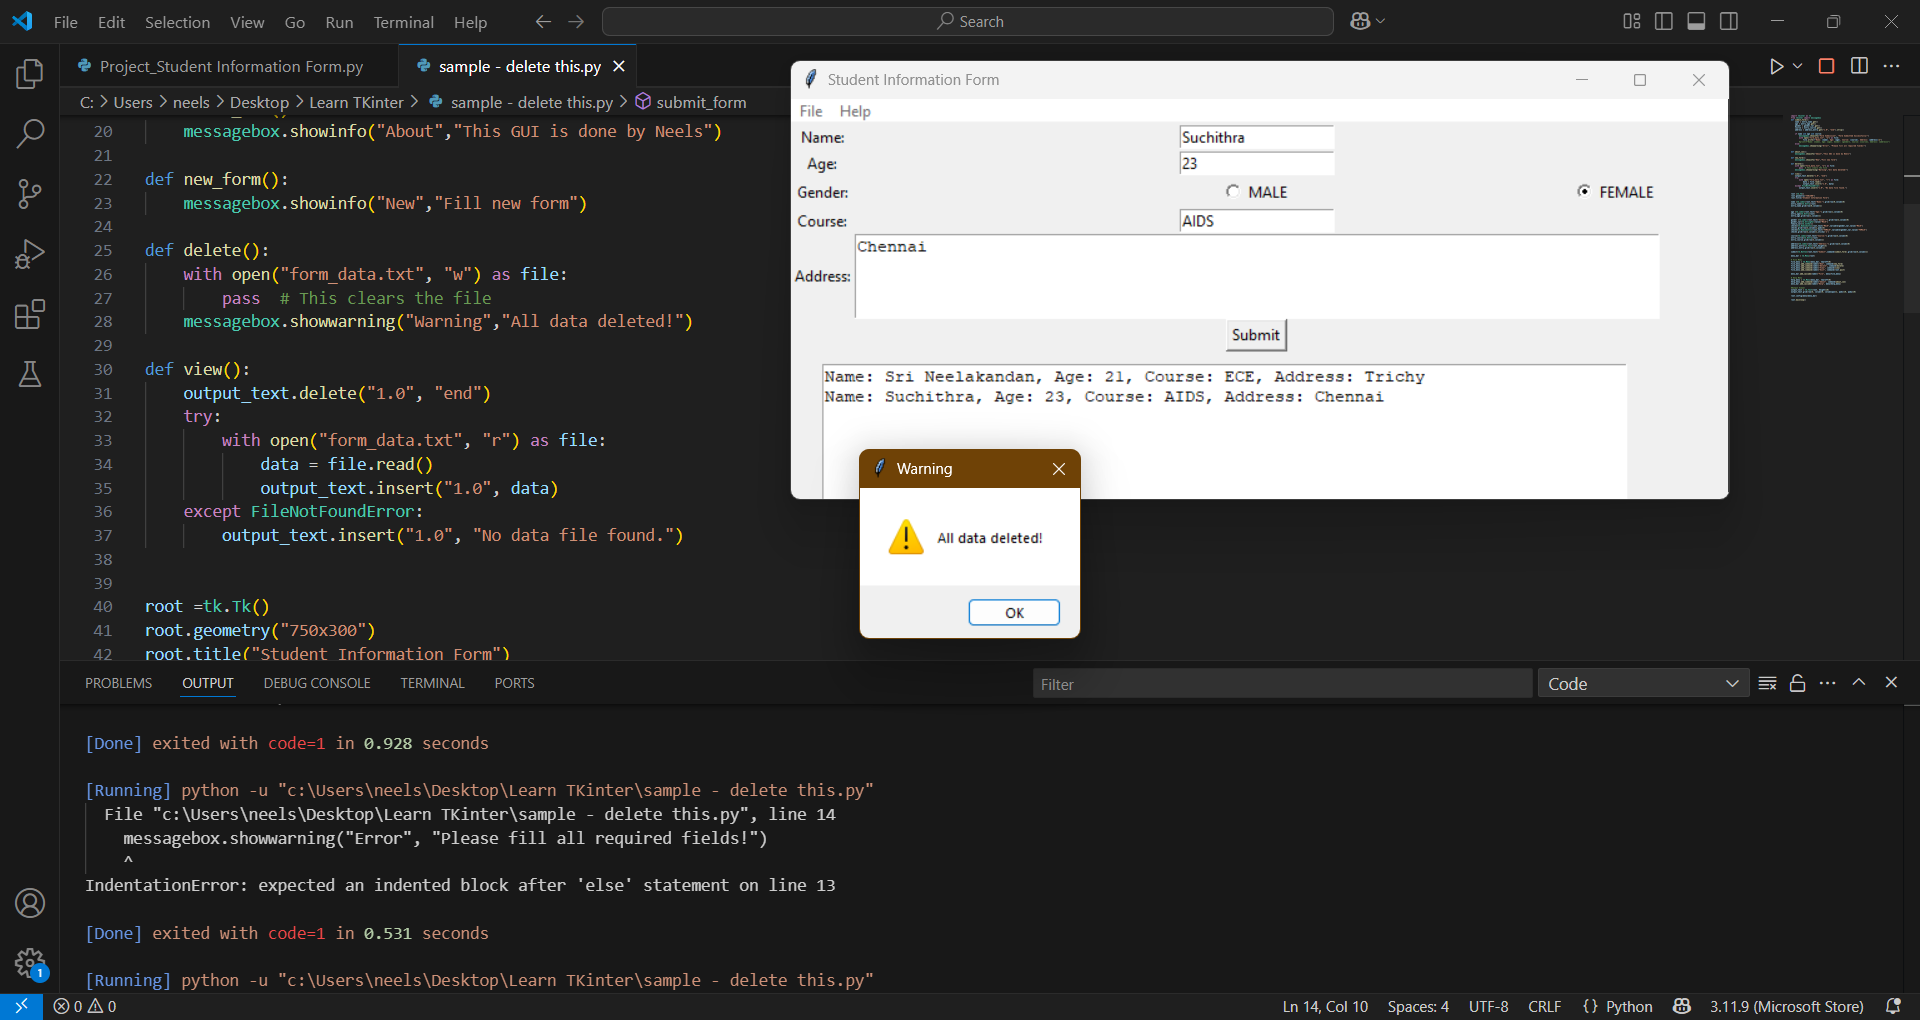 File Edit Selection View Go Run Terminal Help
Search
Project_Student Information Form.py
sample - delete this.py
C: > Users > neels > Desktop > Learn TKinter > sample - delete this.py > submit_form
20 messagebox.showinfo("About","This GUI is done by Neels")
21
22 def new_form():
23 messagebox.showinfo("New","Fill new form")
24
25 def delete():
26 with open("form_data.txt", "w") as file:
27 pass # This clears the file
28 messagebox.showwarning("Warning","All data deleted!")
29
30 def view():
31 output_text.delete("1.0", "end")
32 try:
33 with open("form_data.txt", "r") as file:
34 data = file.read()
35 output_text.insert("1.0", data)
36 except FileNotFoundError:
37 output_text.insert("1.0", "No data file found.")
38
39
40 root =tk.Tk()
41 root.geometry("750x300")
42 root.title("Student Information Form")
Student Information Form
File Help
Name: Suchithra
Age: 23
Gender: MALE FEMALE
Course: AIDS
Address: Chennai
Submit
Name: Sri Neelakandan, Age: 21, Course: ECE, Address: Trichy
Name: Suchithra, Age: 23, Course: AIDS, Address: Chennai
Warning
All data deleted!
OK
PROBLEMS OUTPUT DEBUG CONSOLE TERMINAL PORTS
Filter
Code
[Done] exited with code=1 in 0.928 seconds
[Running] python -u "c:\Users\neels\Desktop\Learn TKinter\sample - delete this.py"
File "c:\Users\neels\Desktop\Learn TKinter\sample - delete this.py", line 14
messagebox.showwarning("Error", "Please fill all required fields!")
^
IndentationError: expected an indented block after 'else' statement on line 13
[Done] exited with code=1 in 0.531 seconds
[Running] python -u "c:\Users\neels\Desktop\Learn TKinter\sample - delete this.py"
1
0 0
Ln 14, Col 10 Spaces: 4 UTF-8 CRLF {} Python 3.11.9 (Microsoft Store)